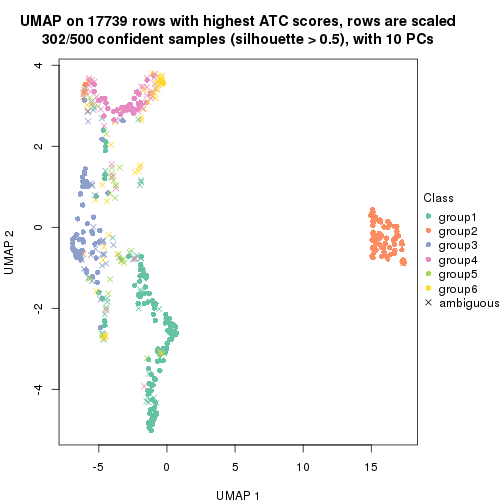 UMAP on 17739 rows with highest ATC scores, rows are scaled
302/500 confident samples (silhouette > 0.5), with 10 PCs
4
2
0
-2
-4
UMAP 2
-5
0
5
10
15
UMAP 1
Class
group1
group2
group3
group4
group5
group6
ambiguous